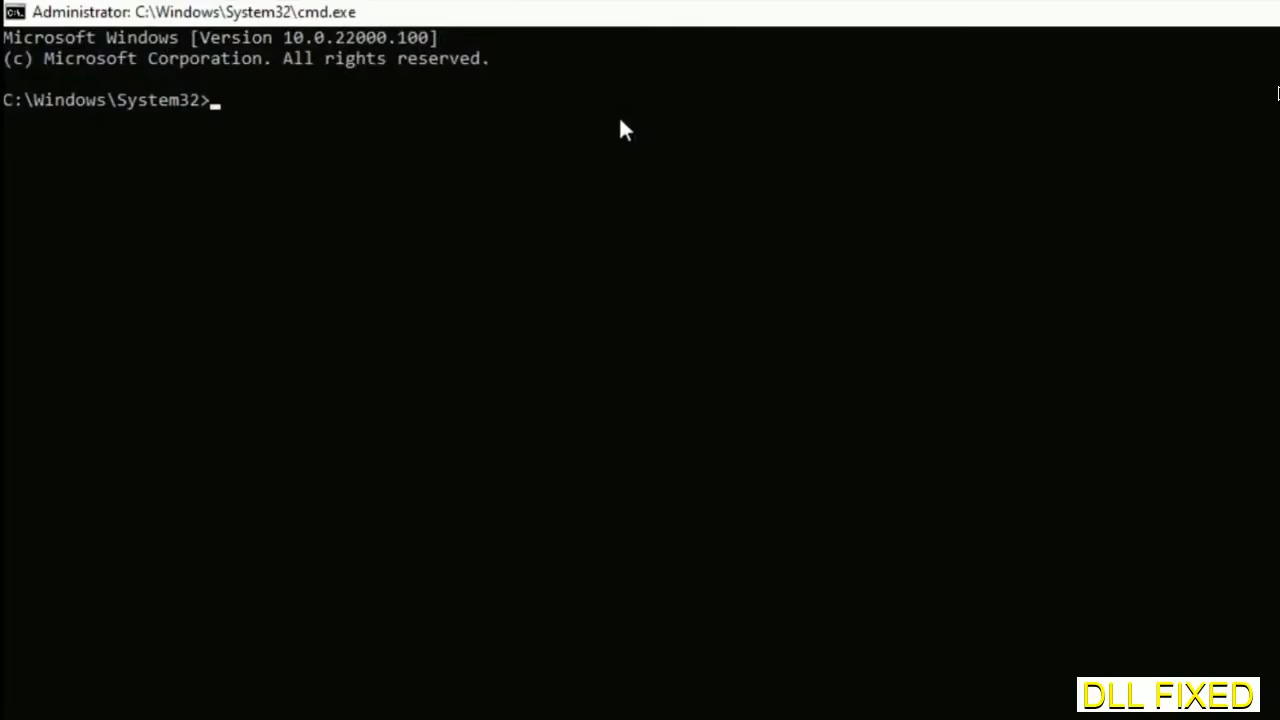 Administrator: C:\Windows\System32\cmd.exe
Microsoft Windows [Version 10.0.22000.100]
(c) Microsoft Corporation. All rights reserved.
C:\Windows\System32>
DLL FIXED